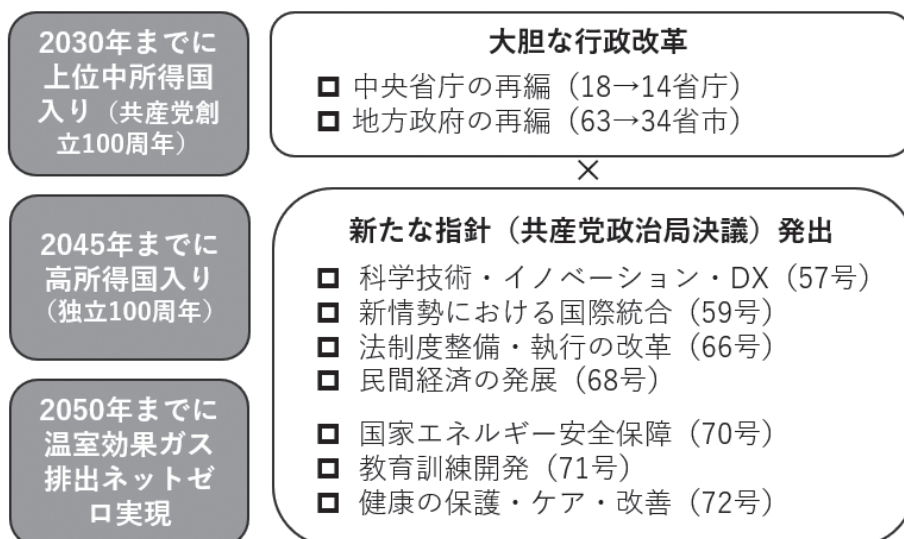 2030年までに
上位中所得国
入り（共産党創
立100周年）
2045年までに
高所得国入り
（独立100周年）
2050年までに
温室効果ガス
排出ネットゼ
ロ実現
大胆な行政改革
中央省庁の再編（18→14省庁）
地方政府の再編（63→34省市）
×
新たな指針（共産党政治局決議）発出
科学技術・イノベーション・DX（57号）
新情勢における国際統合（59号）
法制度整備・執行の改革（66号）
民間経済の発展（68号）
国家エネルギー安全保障（70号）
教育訓練開発（71号）
健康の保護・ケア・改善（72号）